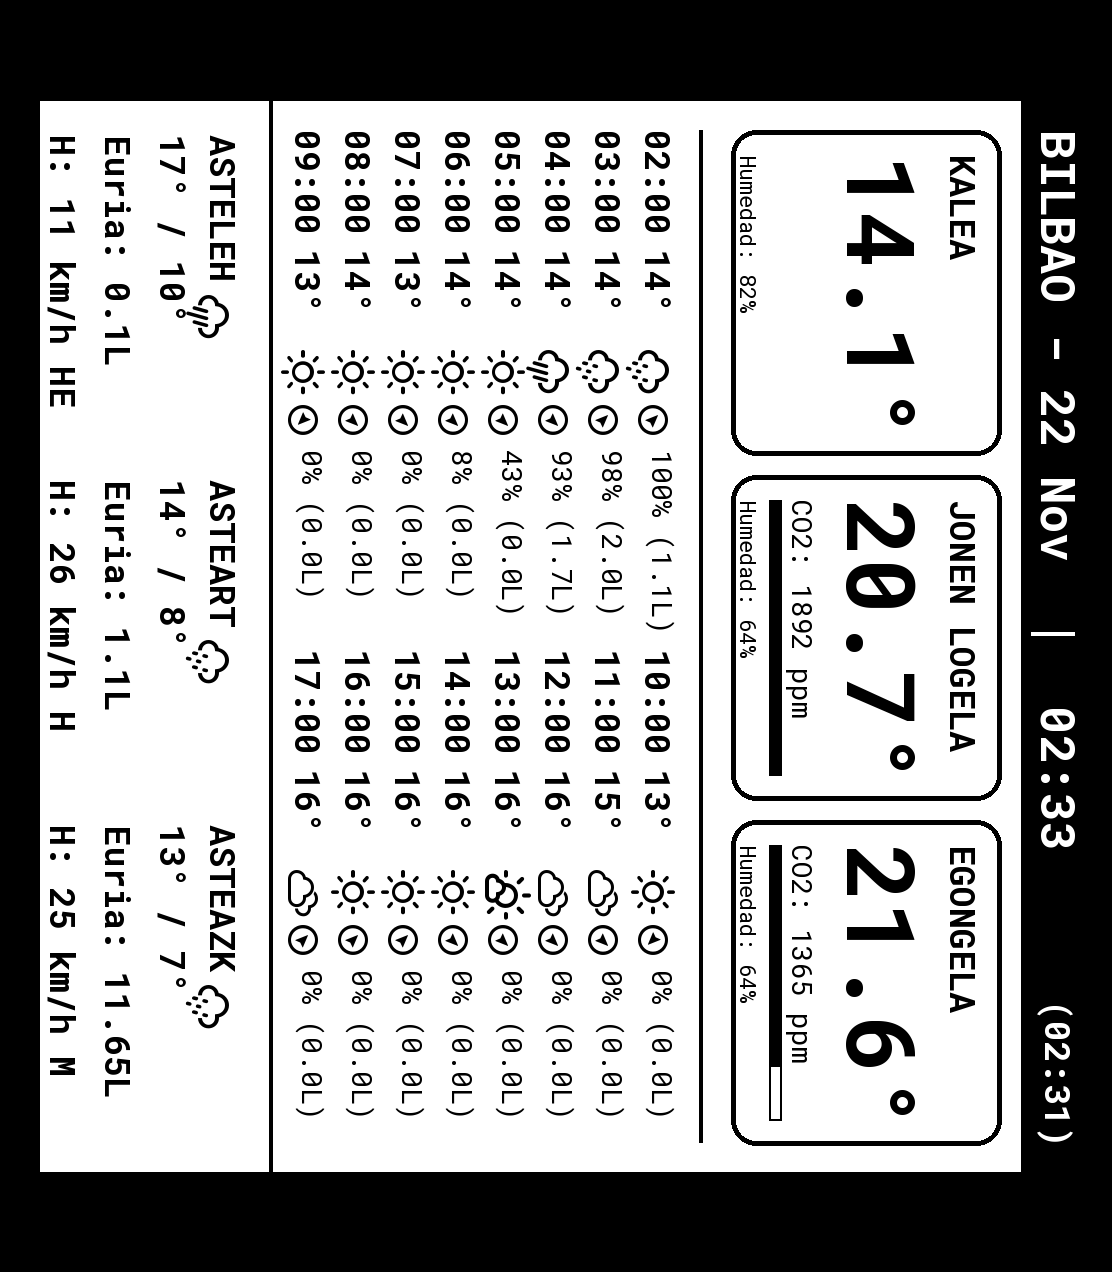 BILBAO - 22 Nov | 02:33 (02:31)
KALEA
14.1°
Humedad: 82%
JONEN LOGELA
20.7°
CO2: 1892 ppm
Humedad: 64%
EGONGELA
21.6°
CO2: 1365 ppm
Humedad: 64%
02:00 14° 100% (1.1L)
03:00 14° 98% (2.0L)
04:00 14° 93% (1.7L)
05:00 14° 43% (0.0L)
06:00 14° 8% (0.0L)
07:00 13° 0% (0.0L)
08:00 14° 0% (0.0L)
09:00 13° 0% (0.0L)
10:00 13° 0% (0.0L)
11:00 15° 0% (0.0L)
12:00 16° 0% (0.0L)
13:00 16° 0% (0.0L)
14:00 16° 0% (0.0L)
15:00 16° 0% (0.0L)
16:00 16° 0% (0.0L)
17:00 16° 0% (0.0L)
ASTELEH
17° / 10°
Euria: 0.1L
H: 11 km/h HE
ASTEART
14° / 8°
Euria: 1.1L
H: 26 km/h H
ASTEAZK
13° / 7°
Euria: 11.65L
H: 25 km/h M